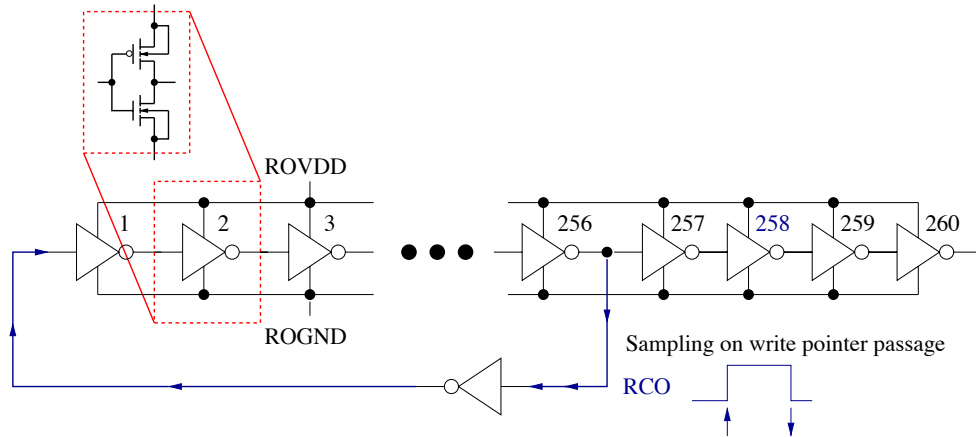 ROVDD
1
2
3
256
257
258
259
260
ROGND
Sampling on write pointer passage
RCO